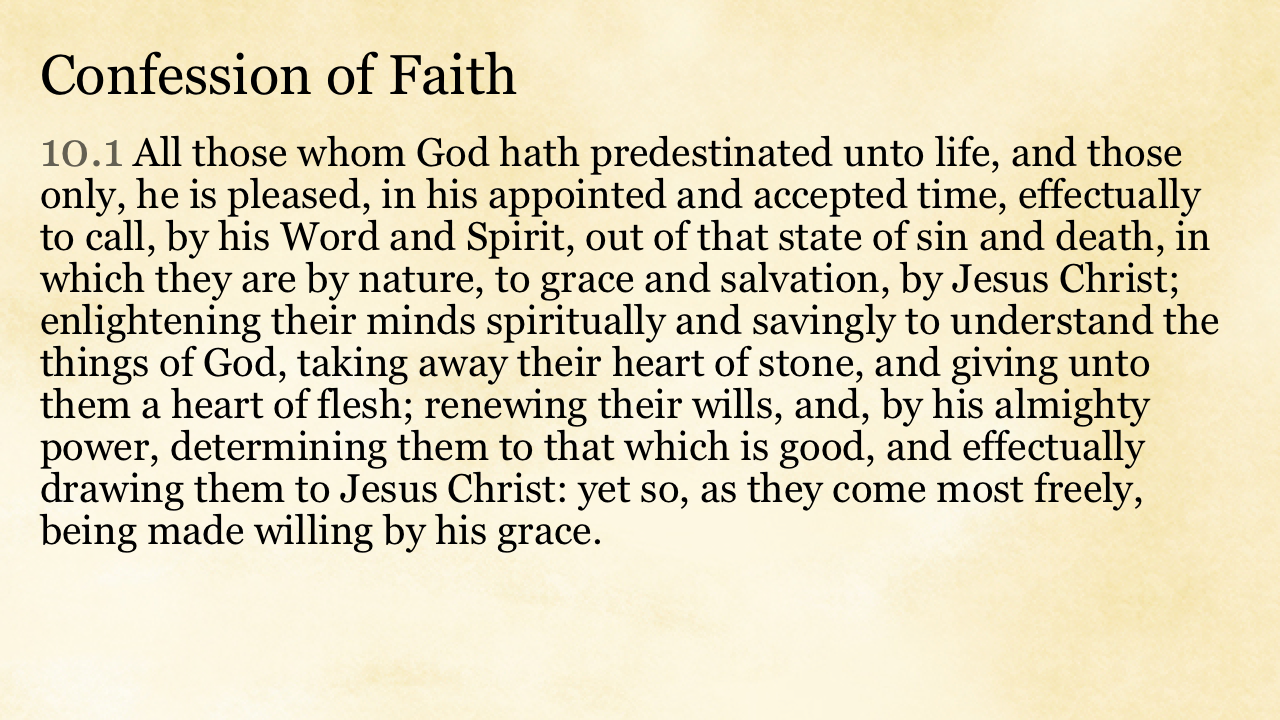 Confession of Faith
10.1 All those whom God hath predestinated unto life, and those
only, he is pleased, in his appointed and accepted time, effectually
to call, by his Word and Spirit, out of that state of sin and death, in
which they are by nature, to grace and salvation, by Jesus Christ;
enlightening their minds spiritually and savingly to understand the
things of God, taking away their heart of stone, and giving unto
them a heart of flesh; renewing their wills, and, by his almighty
power, determining them to that which is good, and effectually
drawing them to Jesus Christ: yet so, as they come most freely,
being made willing by his grace.